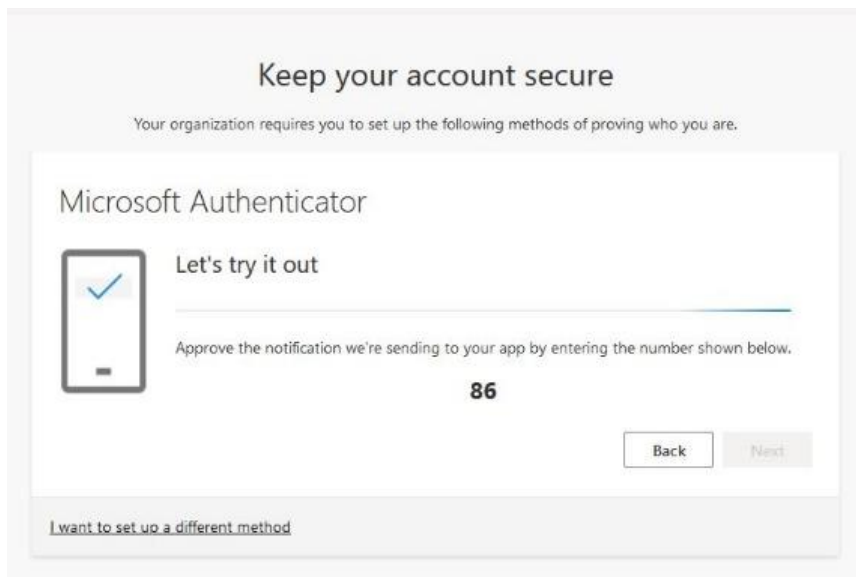 Keep your account secure
Your organization requires you to set up the following methods of proving who you are.
Microsoft Authenticator
Let's try it out
Approve the notification we're sending to your app by entering the number shown below.
86
Back
Next
I want to set up a different method